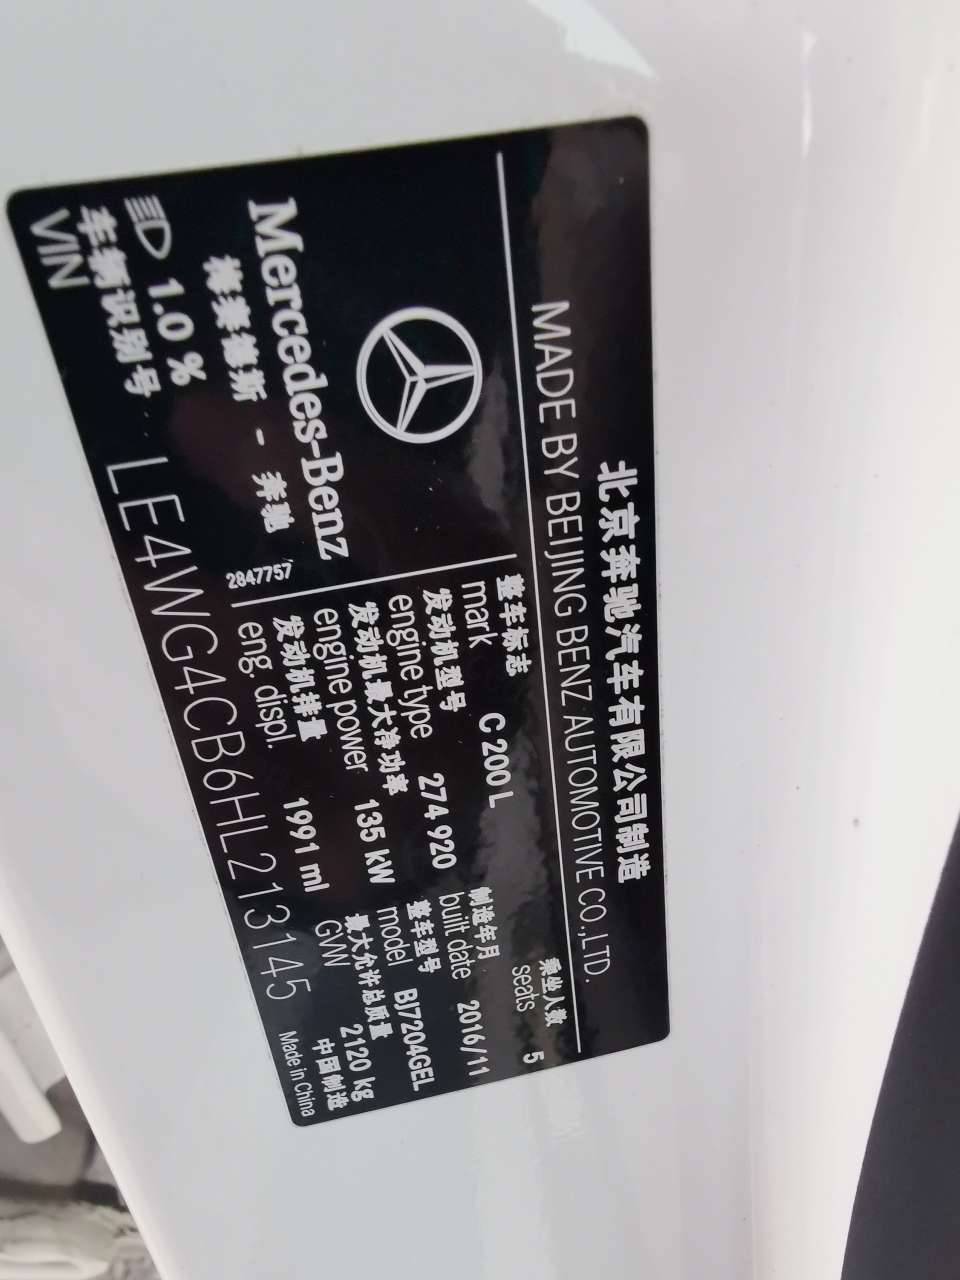 北京奔驰汽车有限公司制造
MADE BY BEIJING BENZ AUTOMOTIVE CO.,LTD.
Mercedes-Benz
梅赛德斯 - 奔驰
2847757
1.0 %
整车标志
mark C 200 L
乘坐人数
seats 5
发动机型号
engine type 274 920
制造年月
built date 2016/11
发动机最大净功率
engine power 135 kW
整车型号
model BJ7204GEL
发动机排量
eng. displ. 1991 ml
最大允许总质量
GVW 2120 kg
车辆识别号
VIN LE4WG4CB6HL213145
中国制造
Made in China